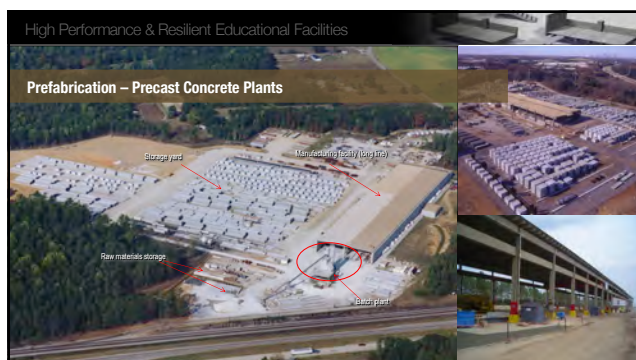 High Performance & Resilient Educational Facilities
Prefabrication – Precast Concrete Plants
Storage yard
Manufacturing facility (long line)
Raw materials storage
Batch plant